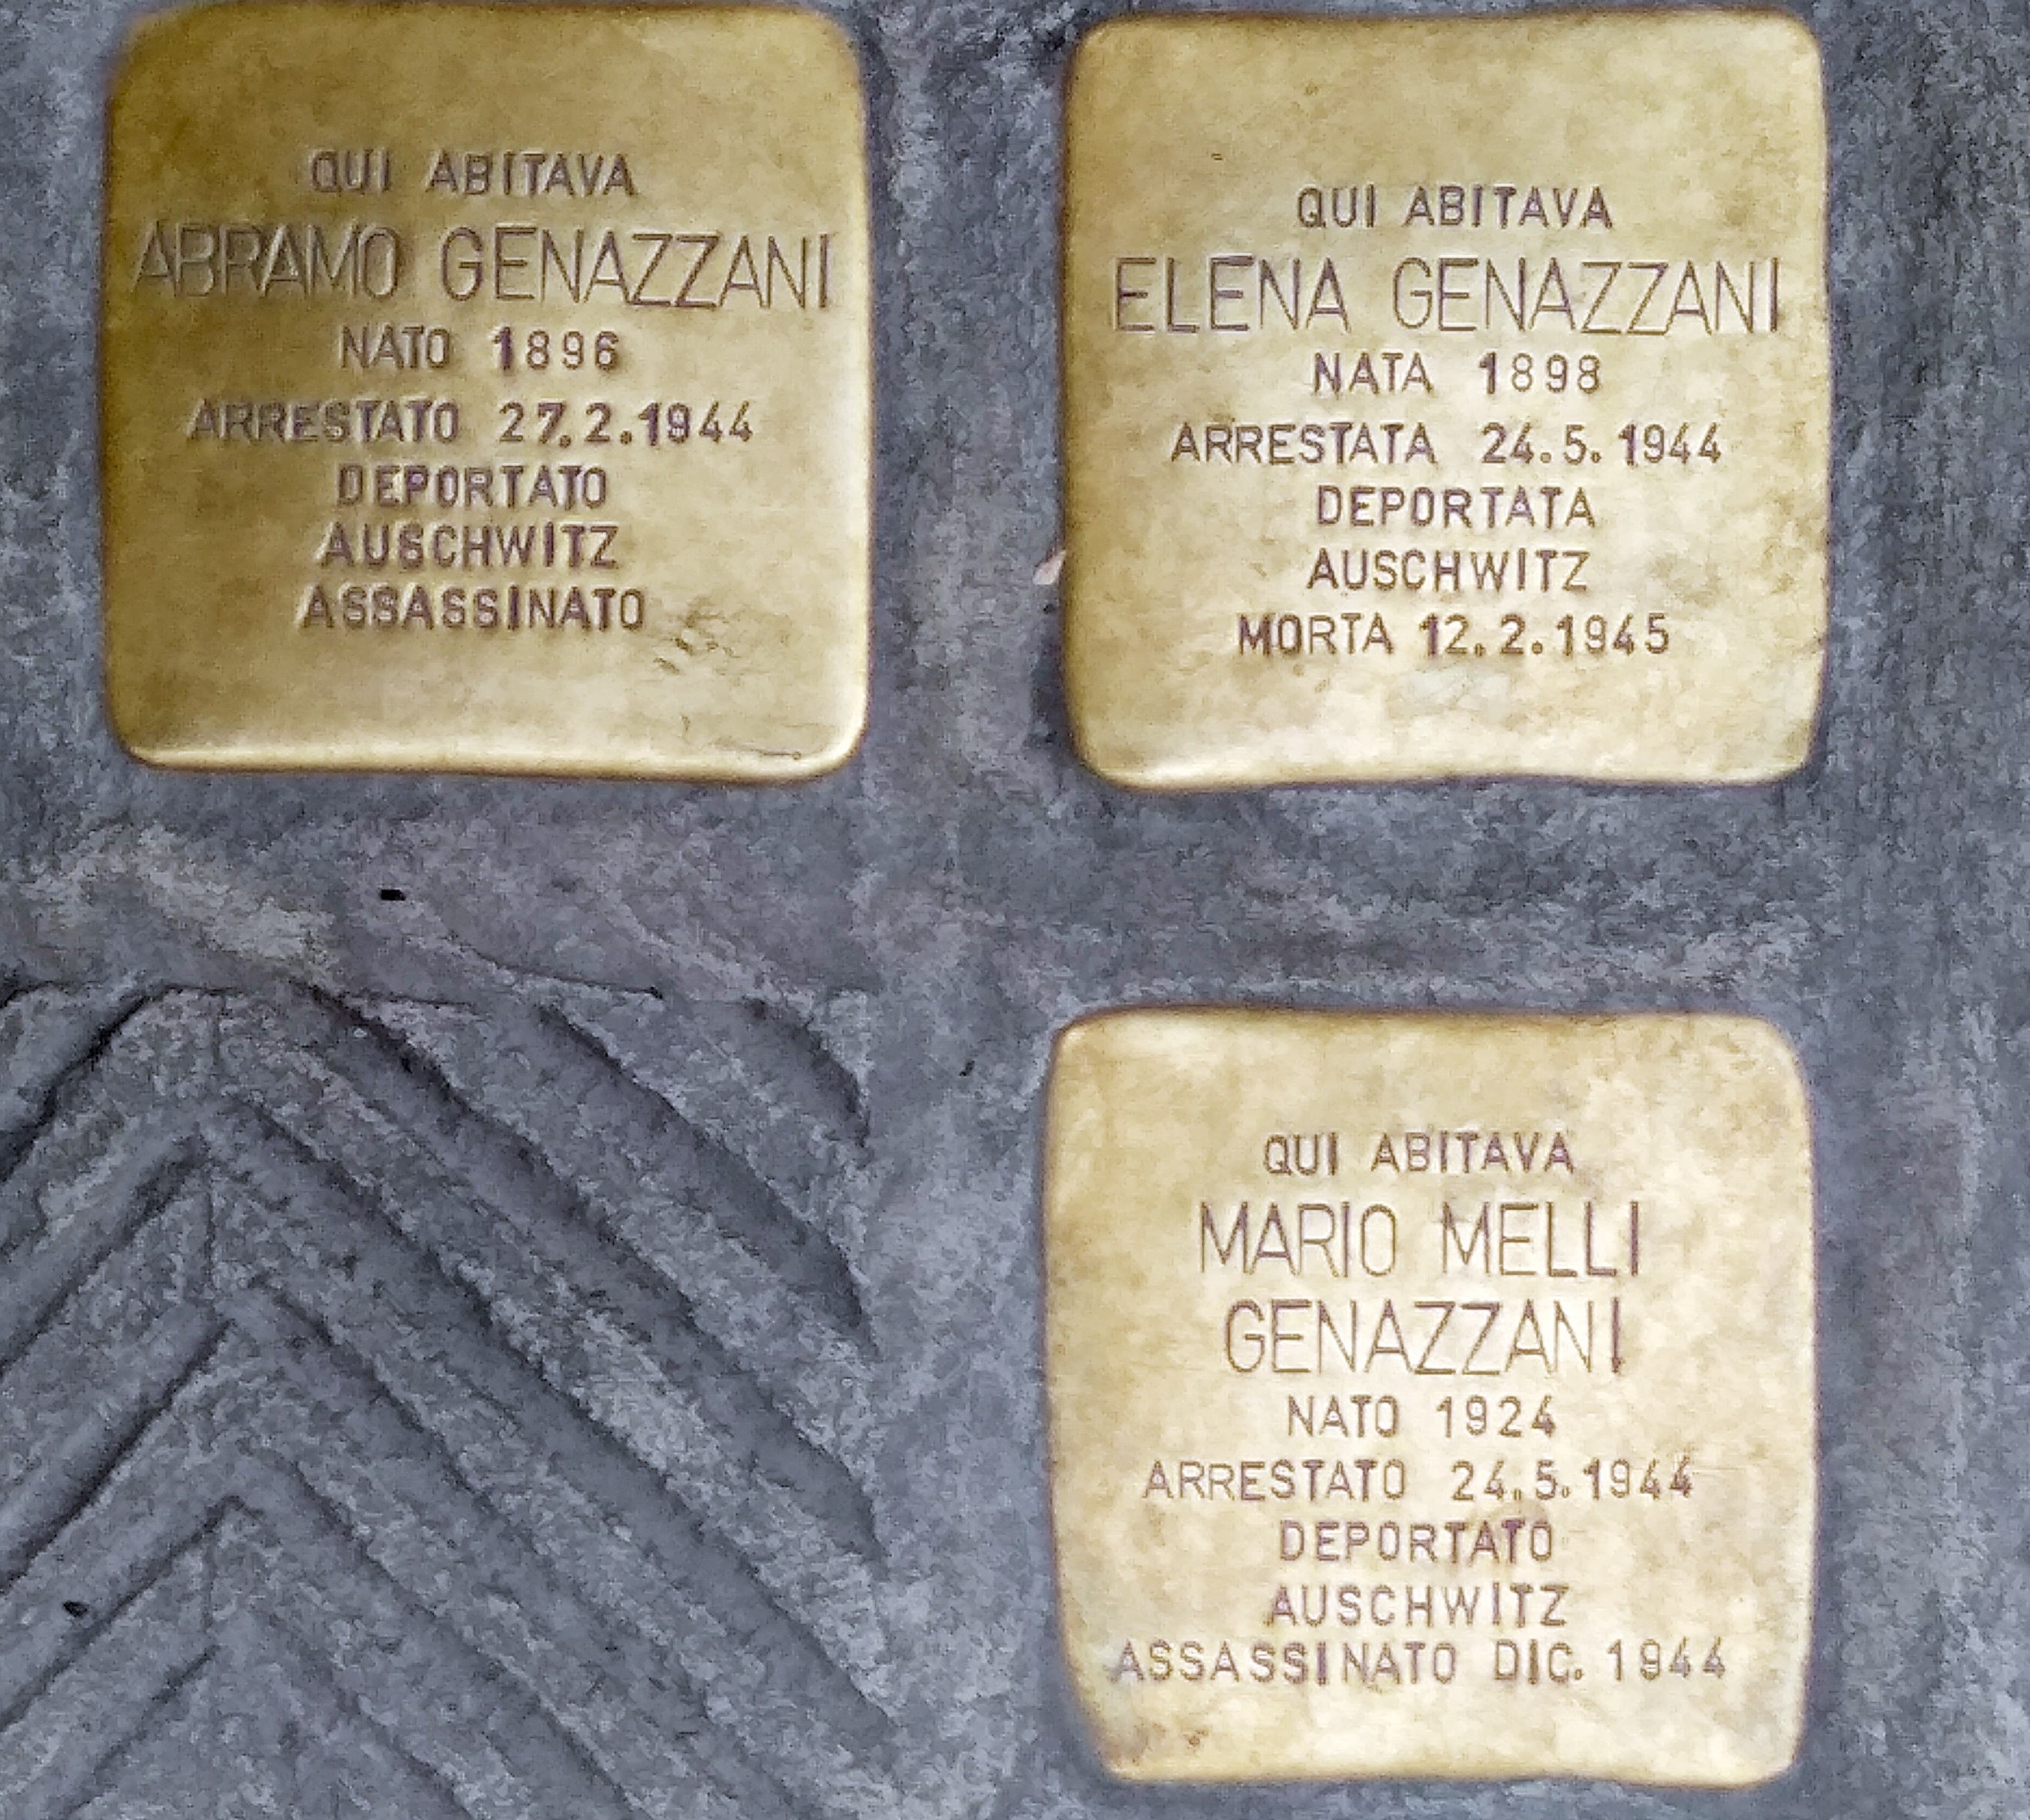 QUI ABITAVA
ABRAMO GENAZZANI
NATO 1896
ARRESTATO 27.2.1944
DEPORTATO
AUSCHWITZ
ASSASSINATO
QUI ABITAVA
ELENA GENAZZANI
NATA 1898
ARRESTATA 24.5.1944
DEPORTATA
AUSCHWITZ
MORTA 12.2.1945
QUI ABITAVA
MARIO MELLI
GENAZZANI
NATO 1924
ARRESTATO 24.5.1944
DEPORTATO
AUSCHWITZ
ASSASSINATO DIC. 1944